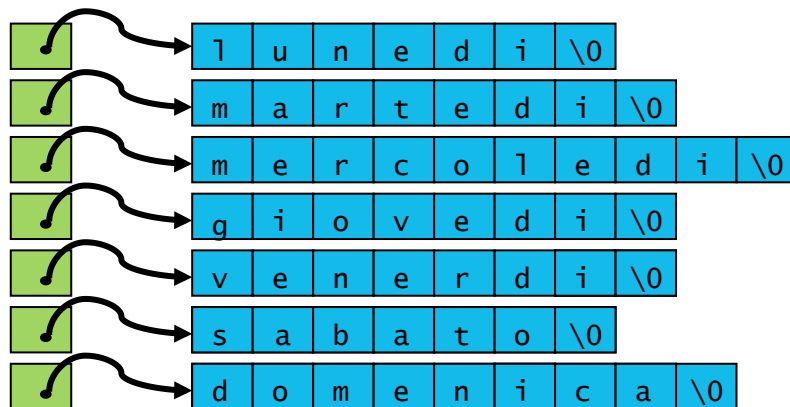 l u n e d i \0
m a r t e d i \0
m e r c o l e d i \0
g i o v e d i \0
v e n e r d i \0
s a b a t o \0
d o m e n i c a \0